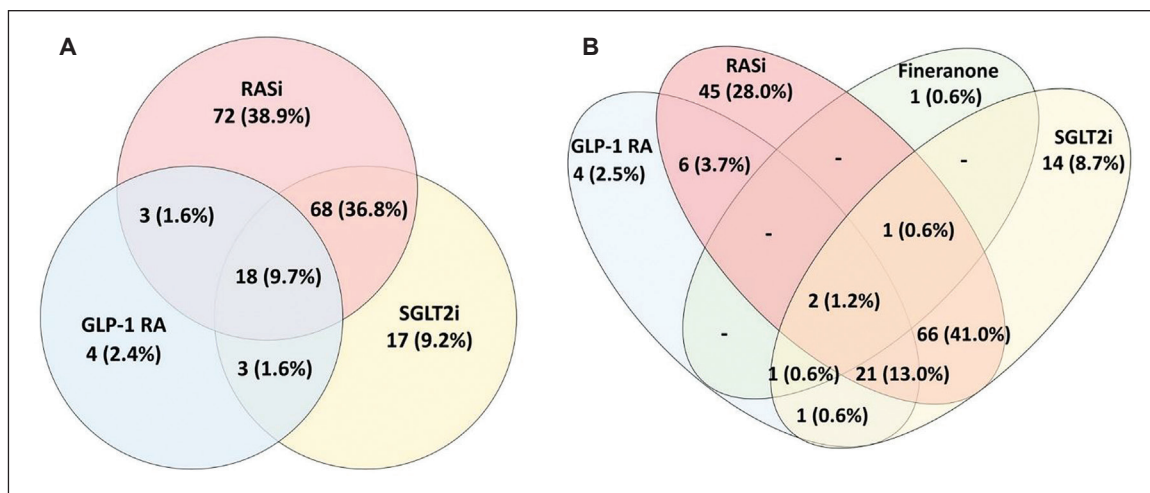 A
RASi
72 (38.9%)
3 (1.6%)
68 (36.8%)
18 (9.7%)
GLP-1 RA
4 (2.4%)
SGLT2i
17 (9.2%)
3 (1.6%)
B
RASi
45 (28.0%)
Fineranone
1 (0.6%)
GLP-1 RA
4 (2.5%)
SGLT2i
14 (8.7%)
6 (3.7%)
-
-
-
1 (0.6%)
2 (1.2%)
-
66 (41.0%)
1 (0.6%)
21 (13.0%)
1 (0.6%)